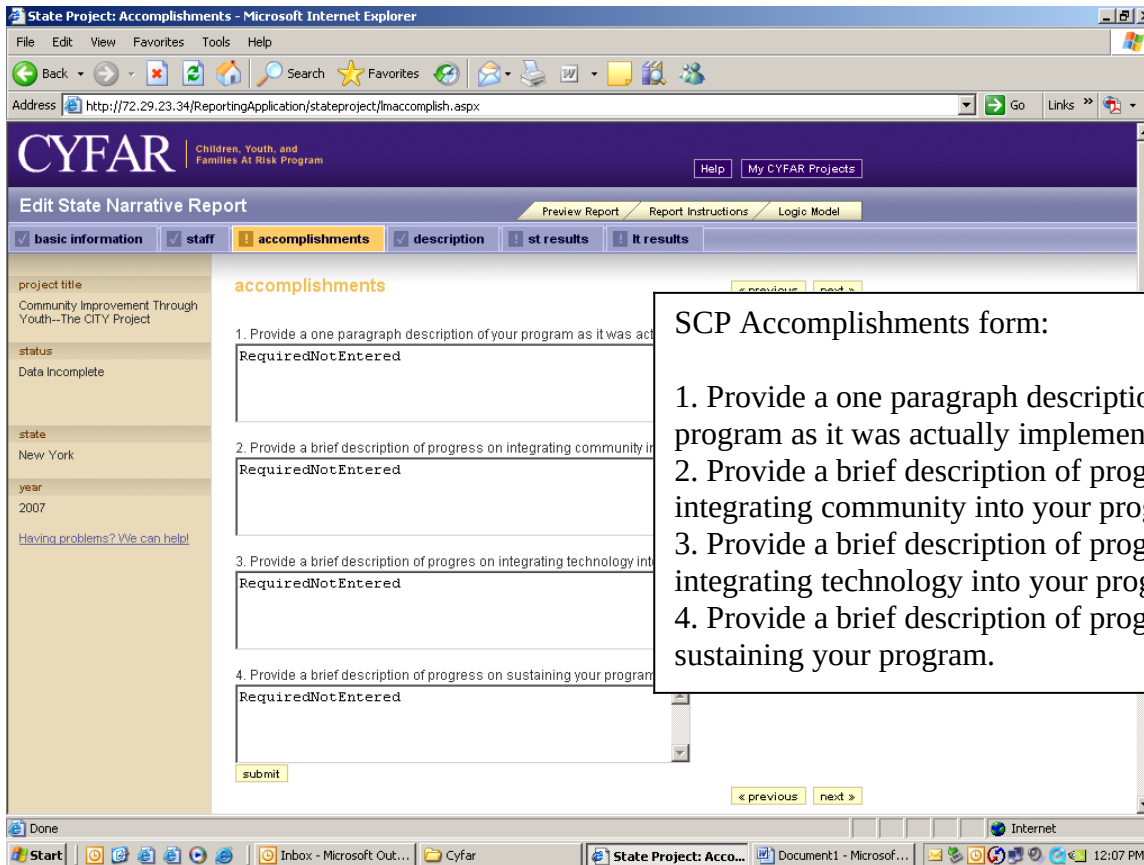 State Project: Accomplishments - Microsoft Internet Explorer
File Edit View Favorites Tools Help
Back Search Favorites
Address http://72.29.23.34/ReportingApplication/stateproject/lmaccomplish.aspx Go Links »
CYFAR Children, Youth, and
Families At Risk Program
Help My CYFAR Projects
Edit State Narrative Report
Preview Report Report Instructions Logic Model
basic information staff ! accomplishments description ! st results ! lt results
project title
Community Improvement Through
Youth--The CITY Project
status
Data Incomplete
state
New York
year
2007
Having problems? We can help!
accomplishments
« previous next »
1. Provide a one paragraph description of your program as it was act
RequiredNotEntered
2. Provide a brief description of progress on integrating community in
RequiredNotEntered
3. Provide a brief description of progres on integrating technology int
RequiredNotEntered
4. Provide a brief description of progress on sustaining your program
RequiredNotEntered
submit
« previous next »
SCP Accomplishments form:
1. Provide a one paragraph descriptio
program as it was actually implemen
2. Provide a brief description of prog
integrating community into your prog
3. Provide a brief description of prog
integrating technology into your prog
4. Provide a brief description of prog
sustaining your program.
Done Internet
Start Inbox - Microsoft Out... Cyfar State Project: Acco... Document1 - Microsof... 12:07 PM